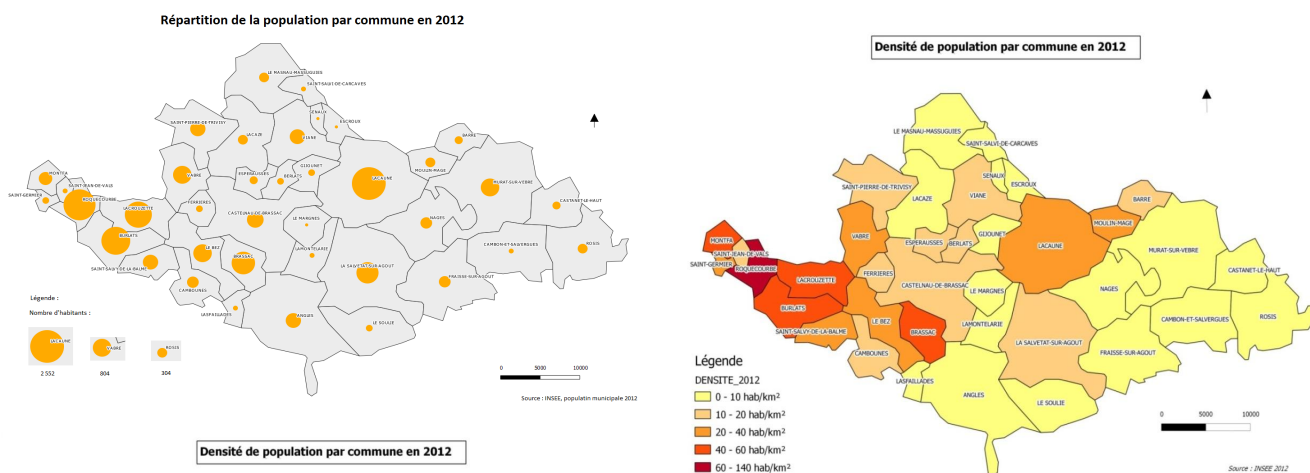 Répartition de la population par commune en 2012
LE MASNAU-MASSUGUIES
SAINT-SALVI-DE-CARCAVES
SENAUX
ESCROUX
SAINT-PIERRE-DE-TRIVISY
LACAZE
VIANE
BARRE
MOULIN-MAGE
GIJOUNET
MONTFA
SAINT-JEAN-DE-VALS
SAINT-GERMIER
ROQUECOURBE
VABRE
ESPERAUSSES
BERLATS
LACAUNE
MURAT-SUR-VEBRE
LACROUZETTE
FERRIERES
CASTELNAU-DE-BRASSAC
LE MARGNES
NAGES
CASTANET-LE-HAUT
BURLATS
LE BEZ
LAMONTELARIE
CAMBON-ET-SALVERGUES
ROSIS
SAINT-SALVY-DE-LA-BALME
BRASSAC
LA SALVETAT-SUR-AGOUT
FRAISSE-SUR-AGOUT
CAMBOUNES
LASFAILLADES
ANGLES
LE SOULIE
Légende :
Nombre d'habitants :
LACAUNE
VABRE
ROSIS
2 552
804
304
0 5000 10000
Source : INSEE, populatin municipale 2012
Densité de population par commune en 2012
Densité de population par commune en 2012
LE MASNAU-MASSUGUIES
SAINT-SALVI-DE-CARCAVES
SENAUX
ESCROUX
SAINT-PIERRE-DE-TRIVISY
LACAZE
VIANE
BARRE
MOULIN-MAGE
VABRE
GIJOUNET
MONTFA
ESPERAUSSES
BERLATS
LACAUNE
MURAT-SUR-VEBRE
SAINT-JEAN-DE-VALS
SAINT-GERMIER
ROQUECOURBE
CASTANET-LE-HAUT
LACROUZETTE
FERRIERES
CASTELNAU-DE-BRASSAC
LE MARGNES
NAGES
BURLATS
CAMBON-ET-SALVERGUES
ROSIS
LE BEZ
SAINT-SALVY-DE-LA-BALME
BRASSAC
LAMONTELARIE
LA SALVETAT-SUR-AGOUT
FRAISSE-SUR-AGOUT
CAMBOUNES
LASFAILLADES
ANGLES
LE SOULIE
Légende
DENSITE_2012
0 - 10 hab/km²
10 - 20 hab/km²
20 - 40 hab/km²
40 - 60 hab/km²
60 - 140 hab/km²
0 5000 10000
Source : INSEE 2012